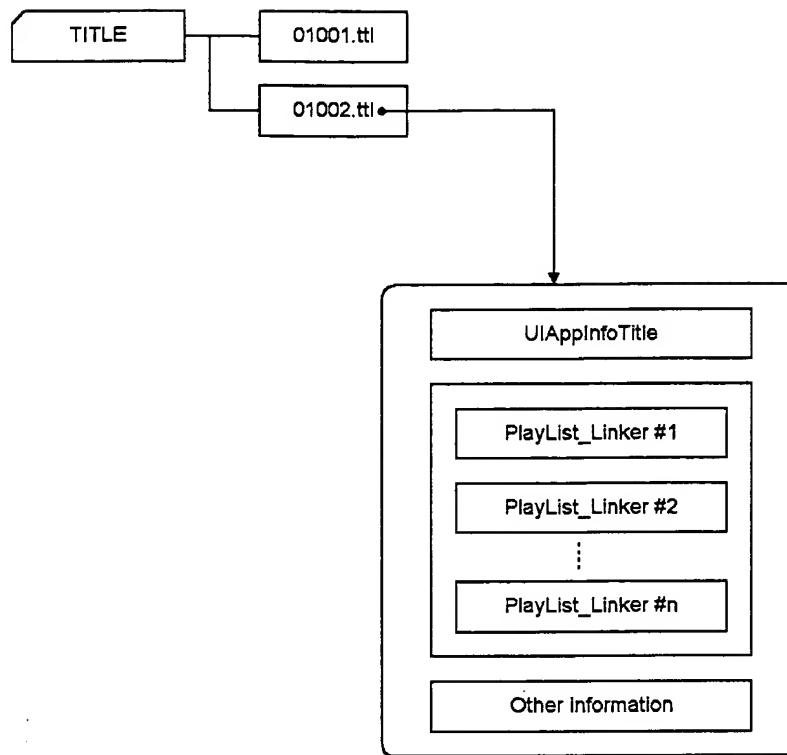 TITLE
01001.ttl
01002.ttl
UIAppInfoTitle
PlayList_Linker #1
PlayList_Linker #2
PlayList_Linker #n
Other information